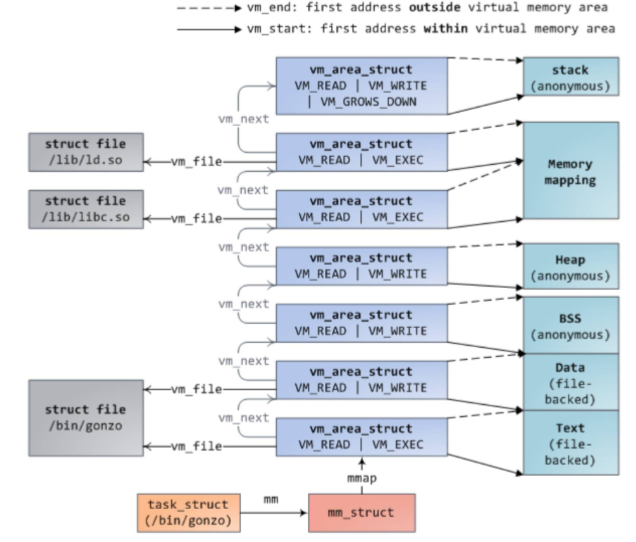 vm_end: first address outside virtual memory area
vm_start: first address within virtual memory area
vm_area_struct
VM_READ | VM_WRITE
| VM_GROWS_DOWN
stack
(anonymous)
vm_next
struct file
/lib/ld.so
vm_file
vm_area_struct
VM_READ | VM_EXEC
Memory
mapping
vm_next
struct file
/lib/libc.so
vm_file
vm_area_struct
VM_READ | VM_EXEC
vm_next
vm_area_struct
VM_READ | VM_WRITE
Heap
(anonymous)
vm_next
vm_area_struct
VM_READ | VM_WRITE
BSS
(anonymous)
vm_next
vm_file
vm_area_struct
VM_READ | VM_WRITE
Data
(file-
backed)
struct file
/bin/gonzo
vm_next
vm_file
vm_area_struct
VM_READ | VM_EXEC
Text
(file-
backed)
mmap
task_struct
(/bin/gonzo)
mm
mm_struct